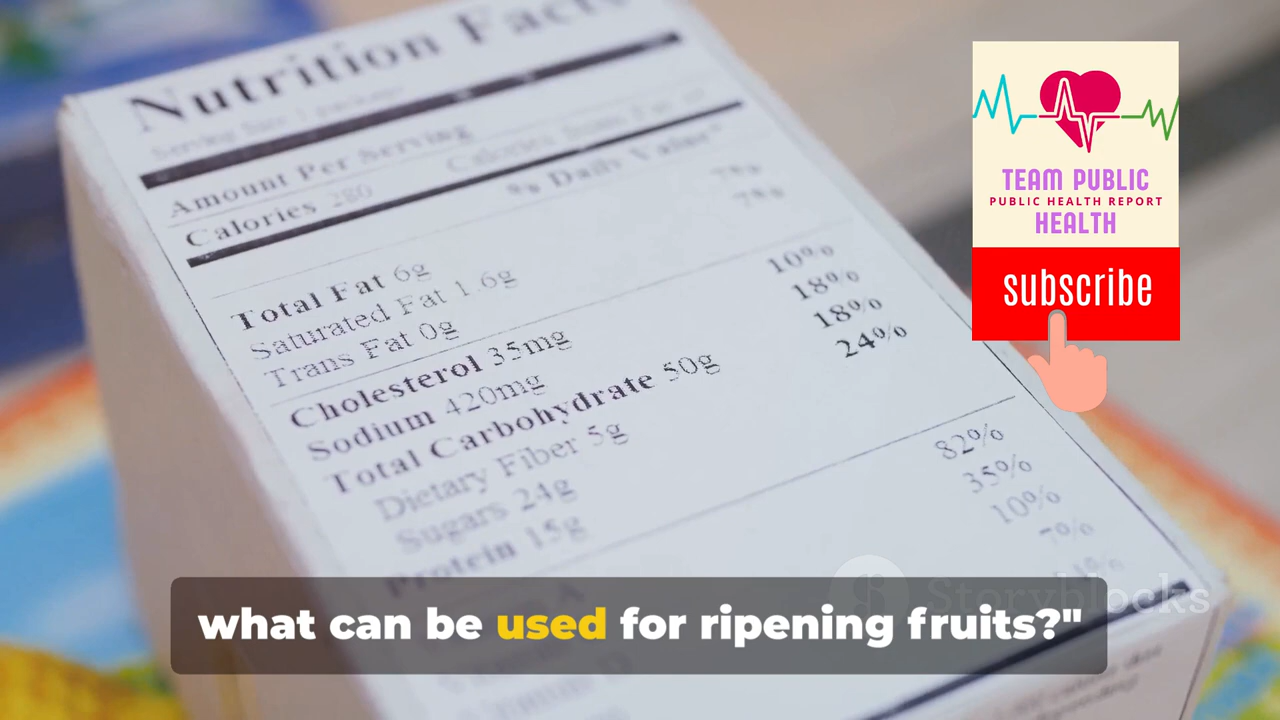 Nutrition Facts
Amount Per Serving
Calories 280
% Daily Value*
Total Fat 6g
Saturated Fat 1.6g
Trans Fat 0g
Cholesterol 35mg 10%
Sodium 420mg 18%
Total Carbohydrate 50g 18%
Dietary Fiber 5g 24%
Sugars 24g
Protein 15g
82%
35%
10%
7%
TEAM PUBLIC
PUBLIC HEALTH REPORT
HEALTH
subscribe
Storyblocks
what can be used for ripening fruits?"